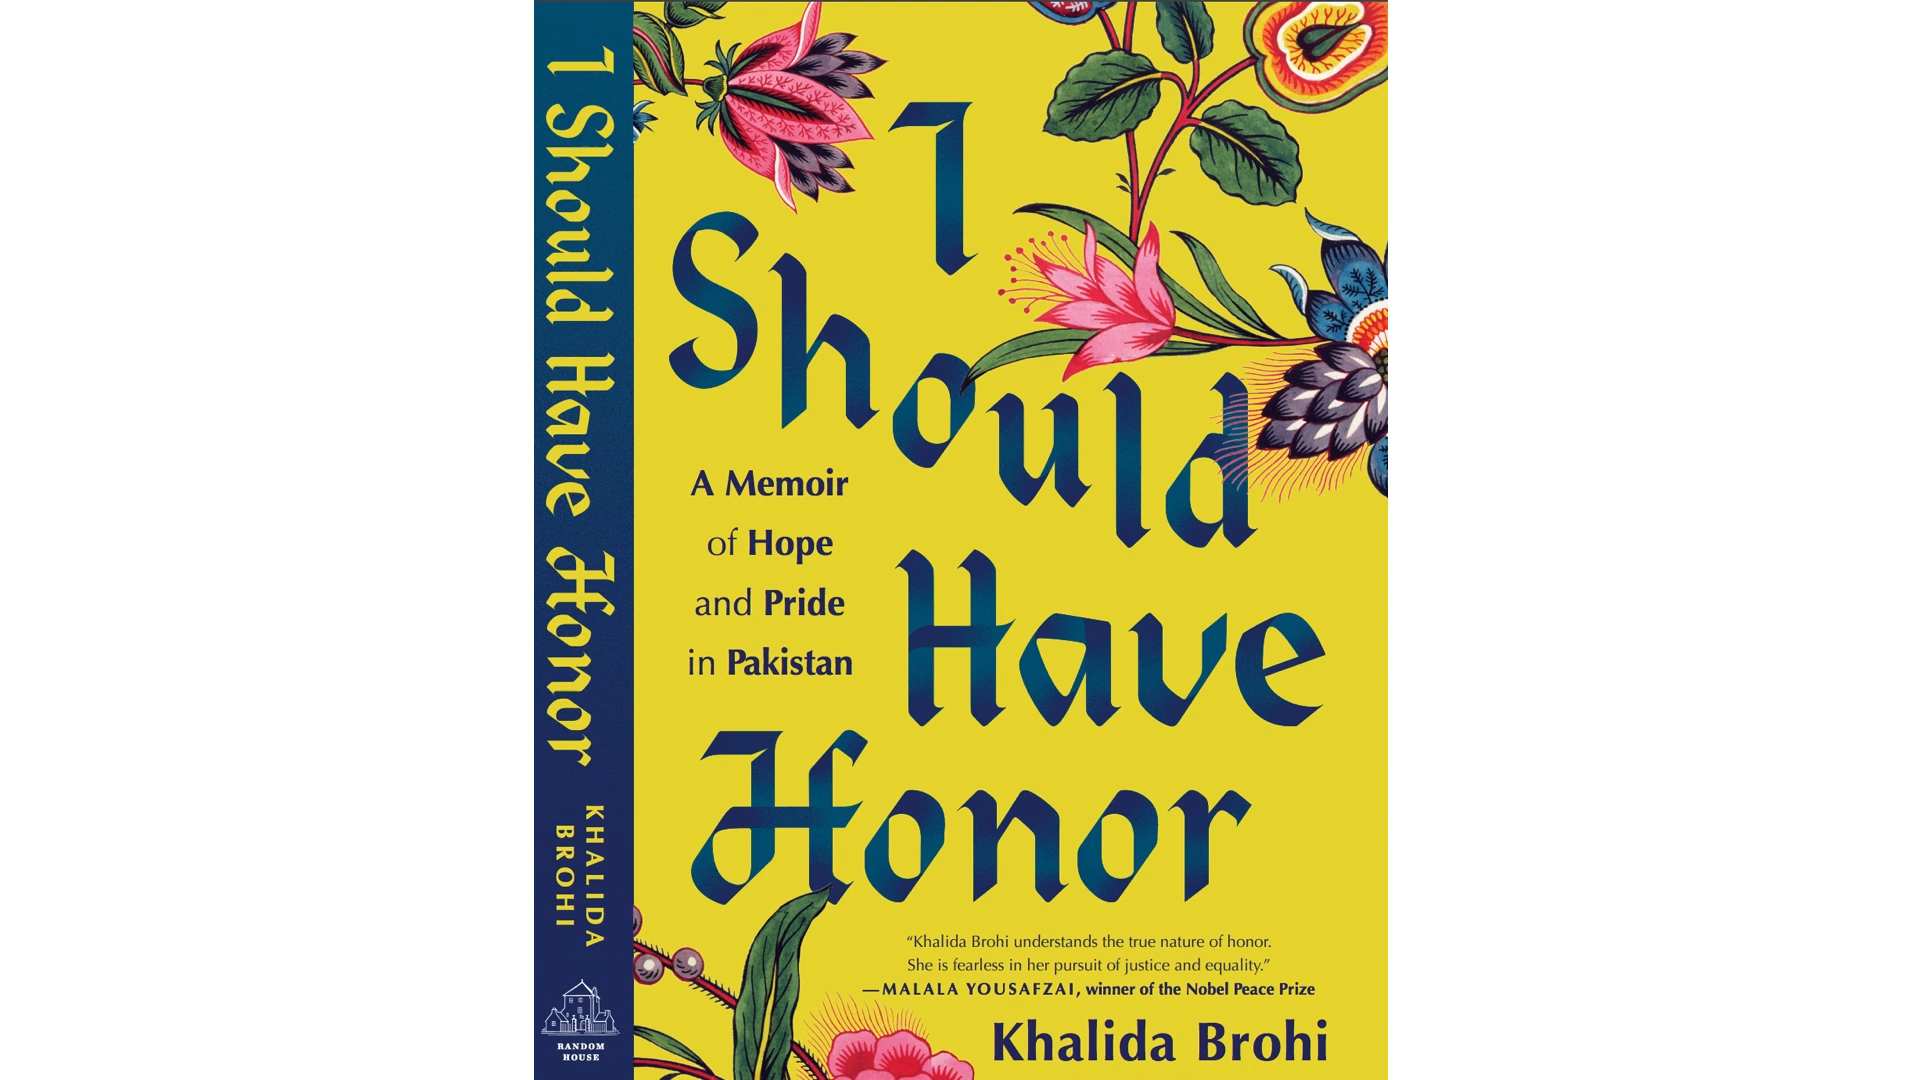 I Should Have Honor
KHALIDA
BROHI
RANDOM
HOUSE
I
Should
Have
Honor
A Memoir
of Hope
and Pride
in Pakistan
“Khalida Brohi understands the true nature of honor.
She is fearless in her pursuit of justice and equality.”
—MALALA YOUSAFZAI, winner of the Nobel Peace Prize
Khalida Brohi